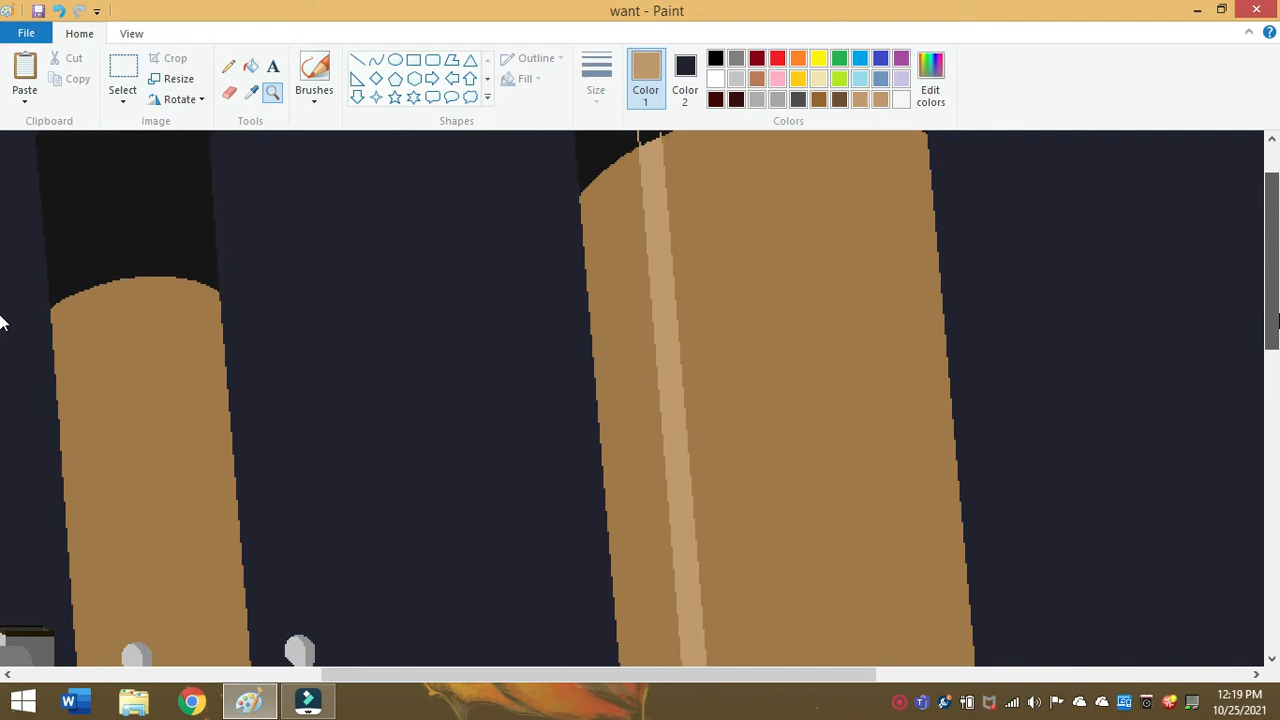 want - Paint
File Home View
Cut
Copy
Paste
Clipboard
Crop
Resize
Rotate
Select
Image
Tools
Brushes
Outline
Fill
Shapes
Size
Color 1
Color 2
Edit colors
Colors
12:19 PM
10/25/2021